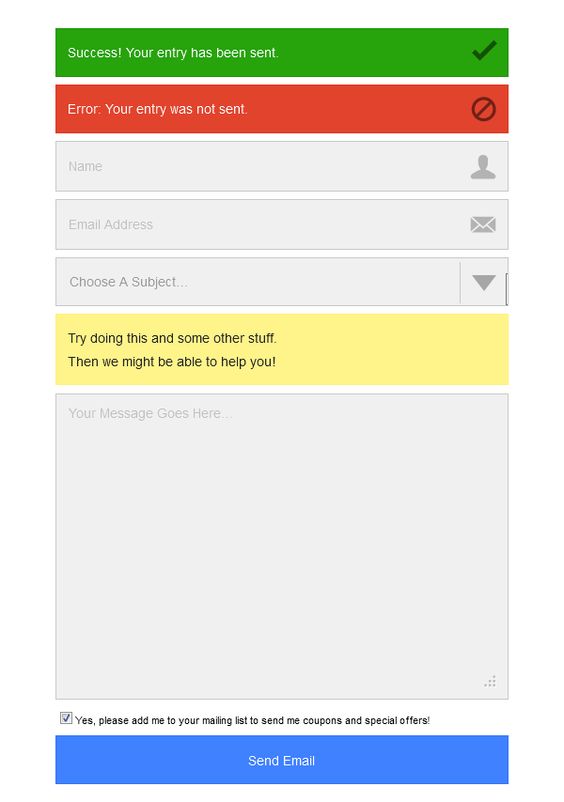 Success! Your entry has been sent.
Error: Your entry was not sent.
Name
Email Address
Choose A Subject...
Try doing this and some other stuff.
Then we might be able to help you!
Your Message Goes Here...
Yes, please add me to your mailing list to send me coupons and special offers!
Send Email